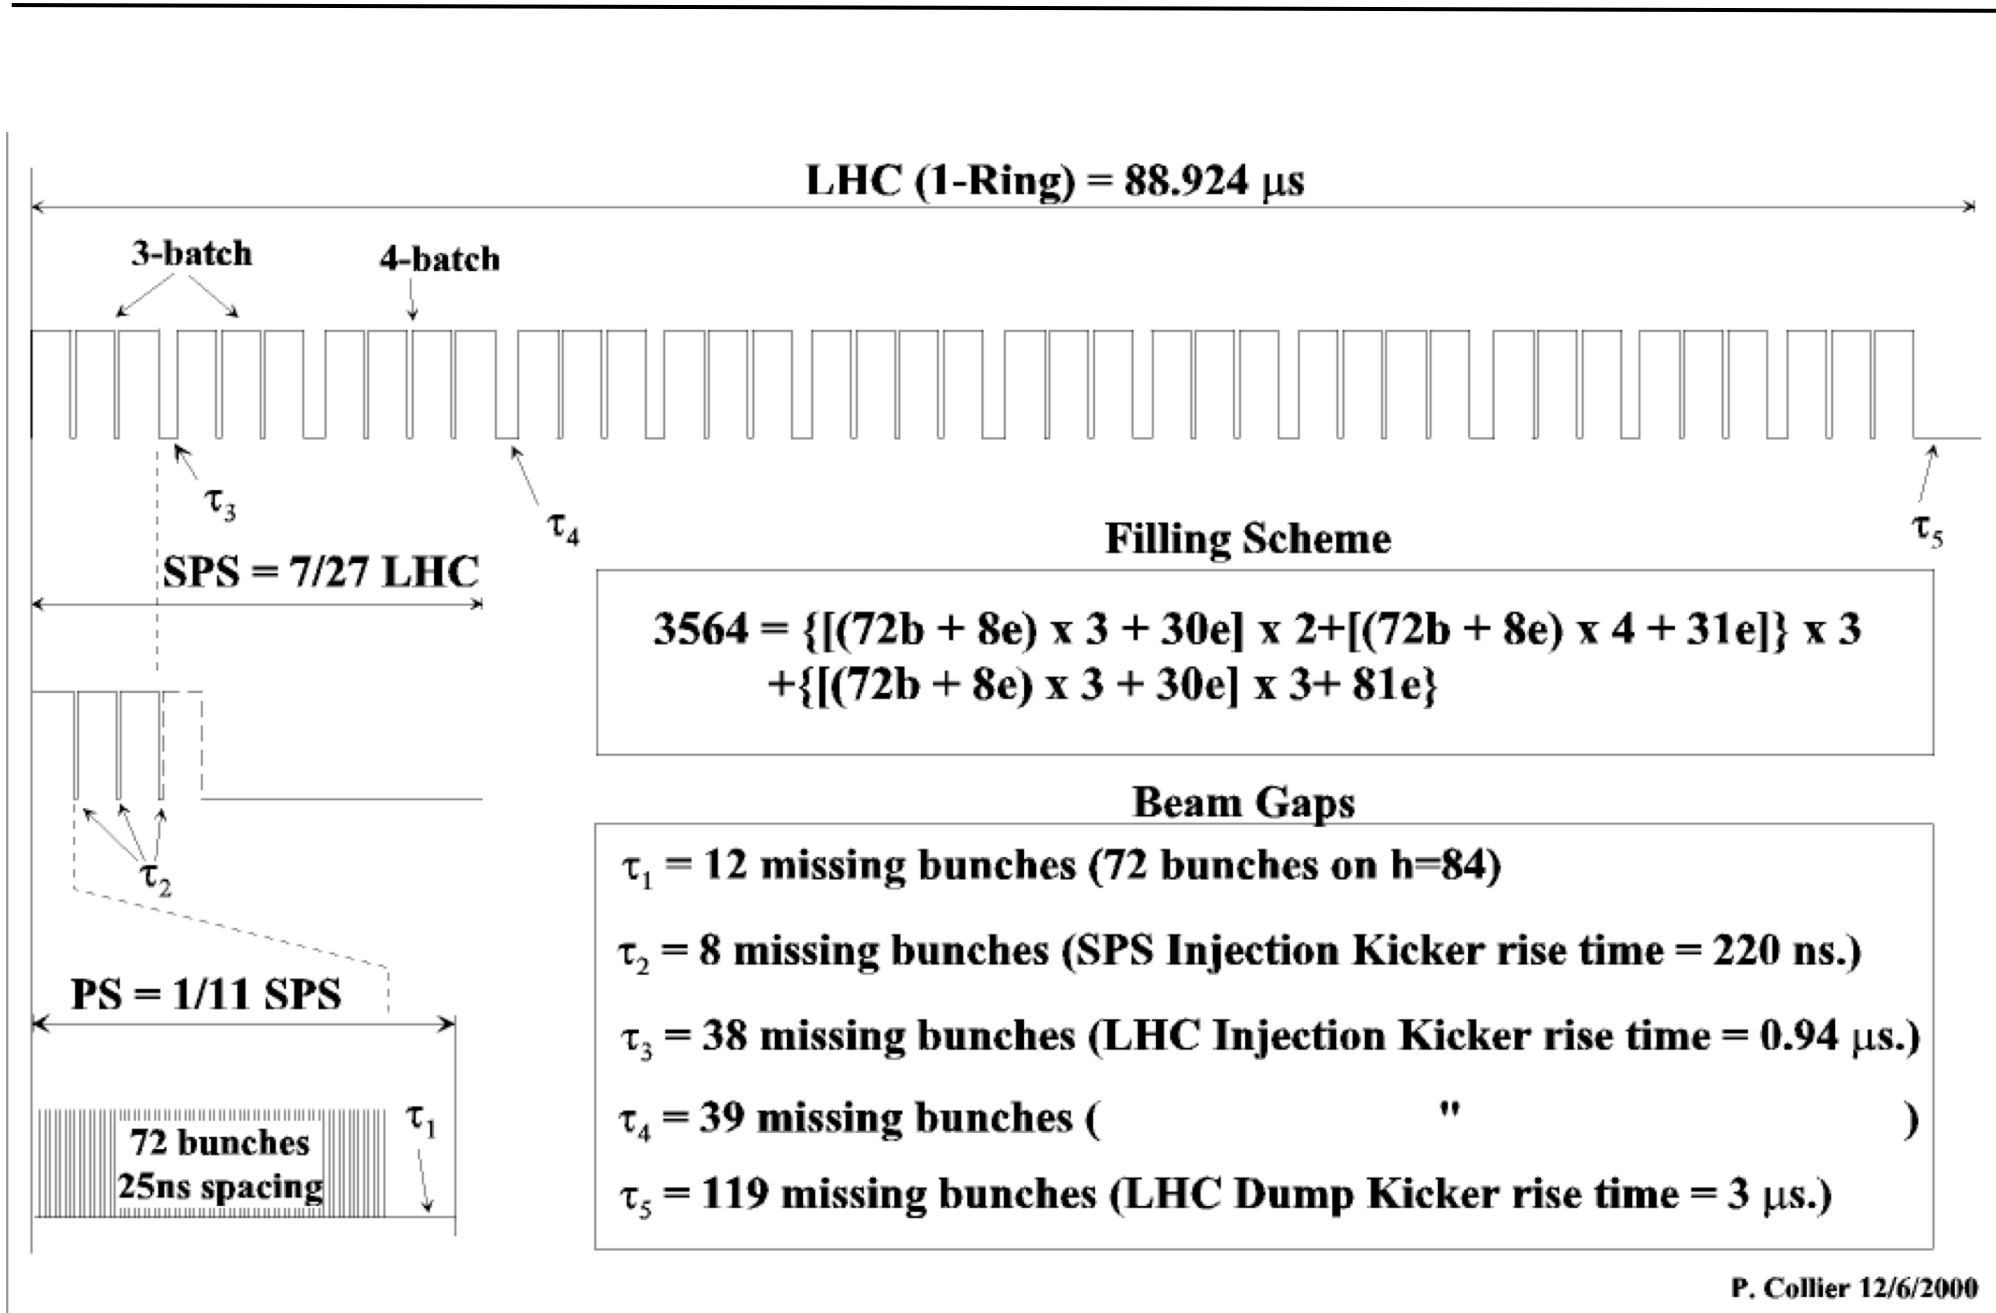 LHC (1-Ring) = 88.924 μs
3-batch
4-batch
τ3
τ4
τ5
SPS = 7/27 LHC
Filling Scheme
3564 = {[(72b + 8e) x 3 + 30e] x 2+[(72b + 8e) x 4 + 31e]} x 3
+{[(72b + 8e) x 3 + 30e] x 3+ 81e}
τ2
Beam Gaps
τ1 = 12 missing bunches (72 bunches on h=84)
τ2 = 8 missing bunches (SPS Injection Kicker rise time = 220 ns.)
τ3 = 38 missing bunches (LHC Injection Kicker rise time = 0.94 μs.)
τ4 = 39 missing bunches ( " )
τ5 = 119 missing bunches (LHC Dump Kicker rise time = 3 μs.)
PS = 1/11 SPS
72 bunches
25ns spacing
τ1
P. Collier 12/6/2000